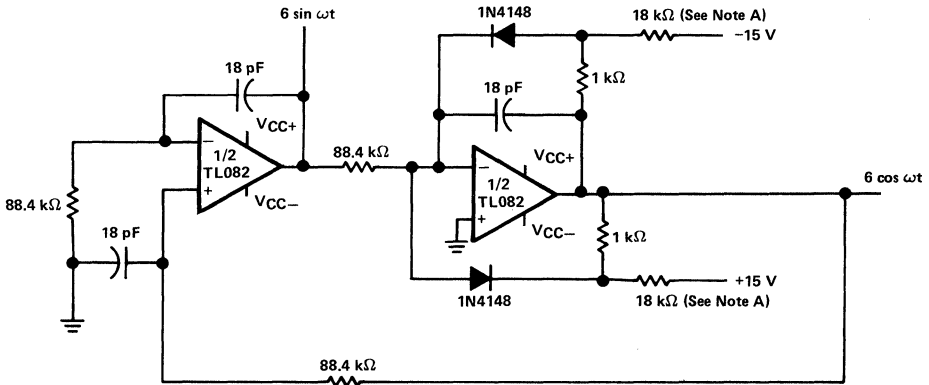 6 sin ωt
1N4148
18 kΩ (See Note A)
−15 V
18 pF
1 kΩ
18 pF
VCC+
88.4 kΩ
−
1/2
TL082
+
VCC−
−
1/2
TL082
+
VCC+
VCC−
6 cos ωt
88.4 kΩ
18 pF
1 kΩ
+15 V
1N4148
18 kΩ (See Note A)
88.4 kΩ